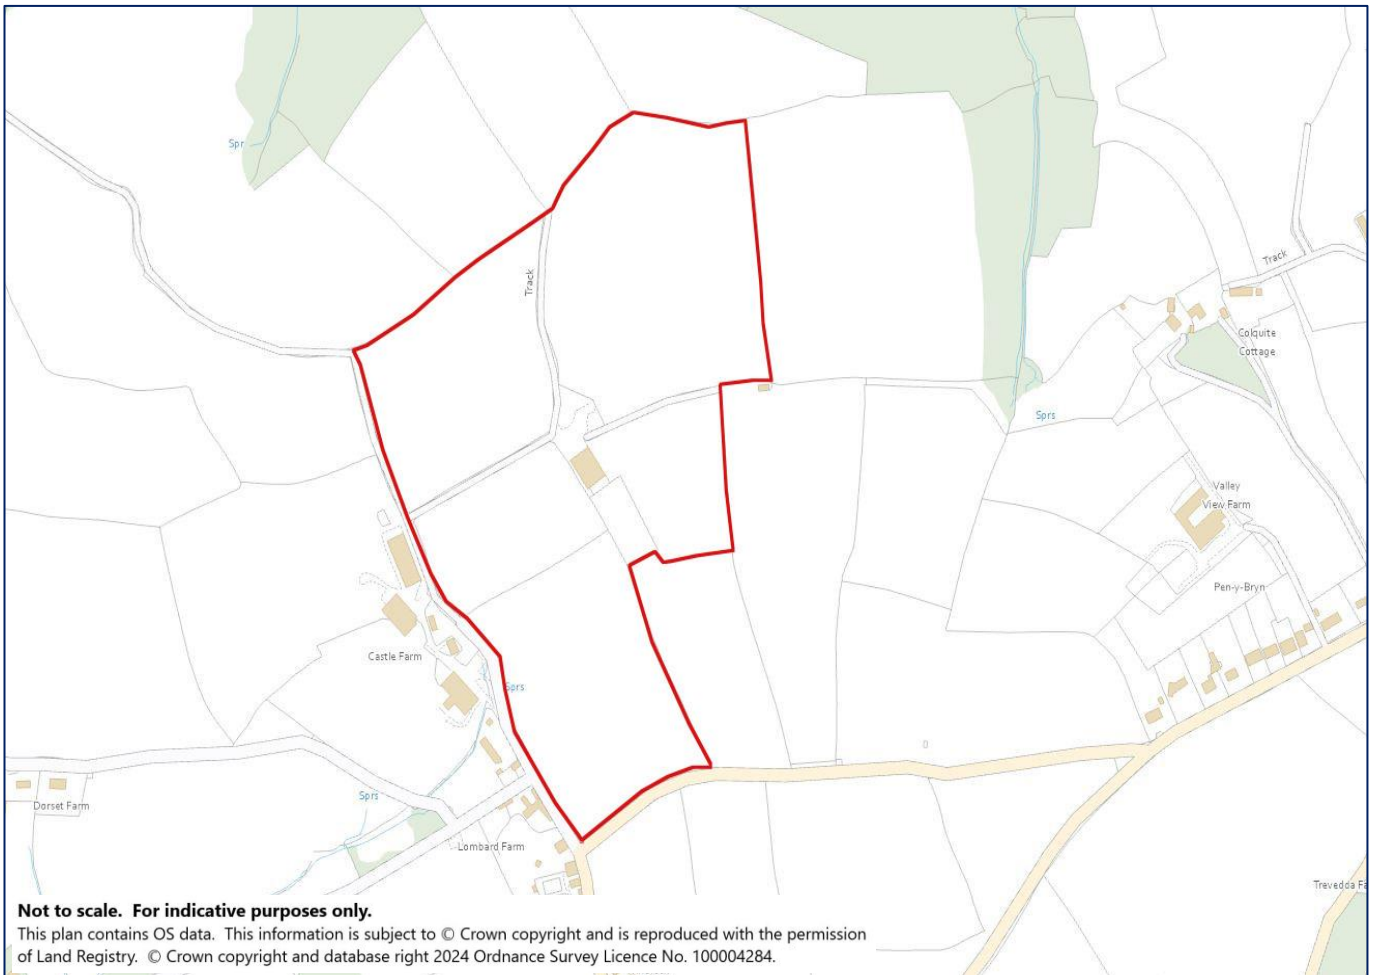 Spr
Track
Track
Colquite
Cottage
Sprs
Valley
View Farm
Pen-y-Bryn
Castle Farm
Sprs
Sprs
Dorset Farm
Lombard Farm
Trevedda Fa
Not to scale. For indicative purposes only.
This plan contains OS data. This information is subject to © Crown copyright and is reproduced with the permission
of Land Registry. © Crown copyright and database right 2024 Ordnance Survey Licence No. 100004284.